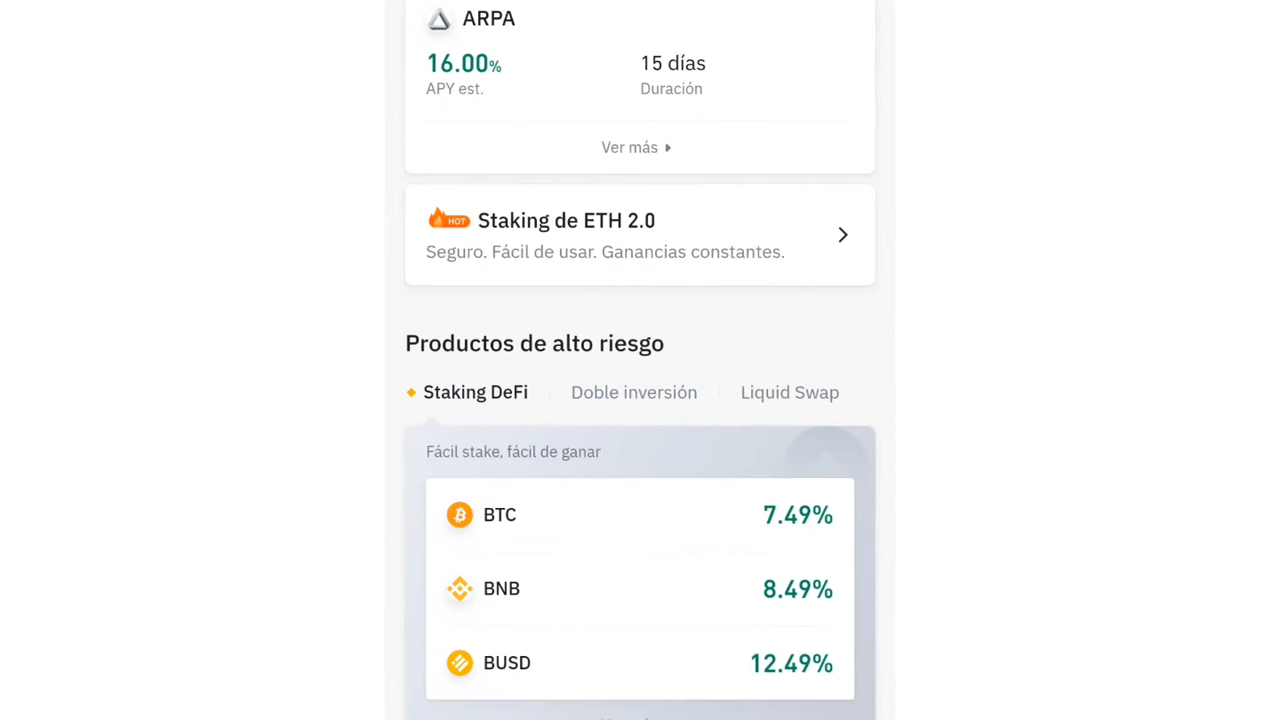 ARPA
16.00%
15 días
APY est.
Duración
Ver más
HOT Staking de ETH 2.0
Seguro. Fácil de usar. Ganancias constantes.
Productos de alto riesgo
Staking DeFi
Doble inversión
Liquid Swap
Fácil stake, fácil de ganar
BTC 7.49%
BNB 8.49%
BUSD 12.49%